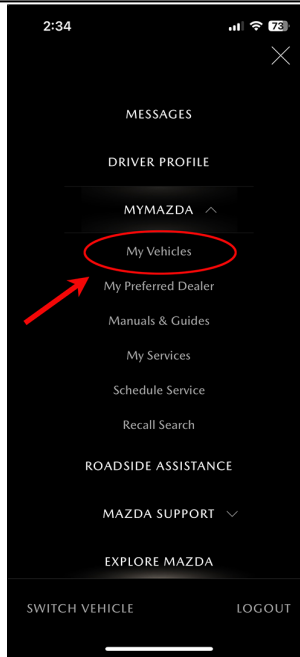 2:34
73
MESSAGES
DRIVER PROFILE
MYMAZDA
My Vehicles
My Preferred Dealer
Manuals & Guides
My Services
Schedule Service
Recall Search
ROADSIDE ASSISTANCE
MAZDA SUPPORT
EXPLORE MAZDA
SWITCH VEHICLE LOGOUT